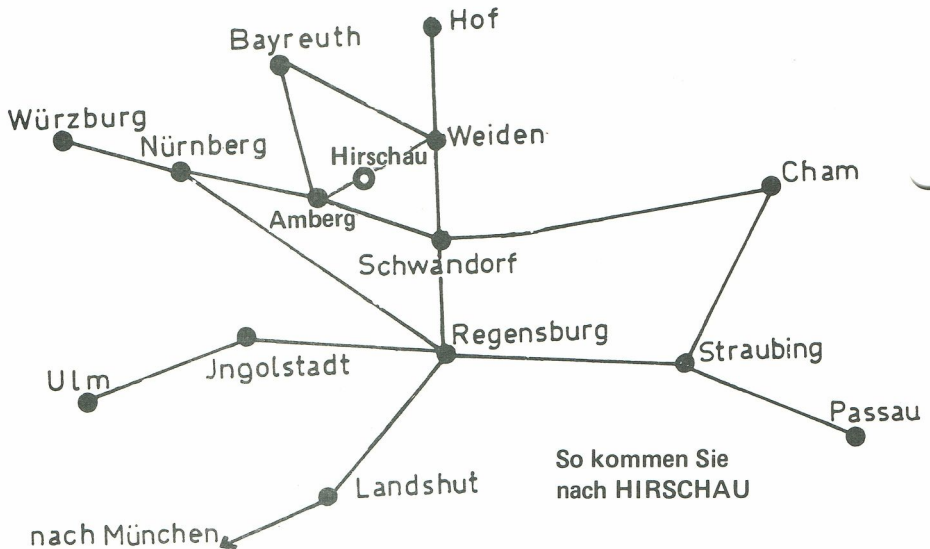 Hof
Bayreuth
Würzburg
Nürnberg
Weiden
Hirschau
Cham
Amberg
Schwandorf
Regensburg
Straubing
Jngolstadt
Ulm
Passau
So kommen Sie
nach HIRSCHAU
Landshut
nach München